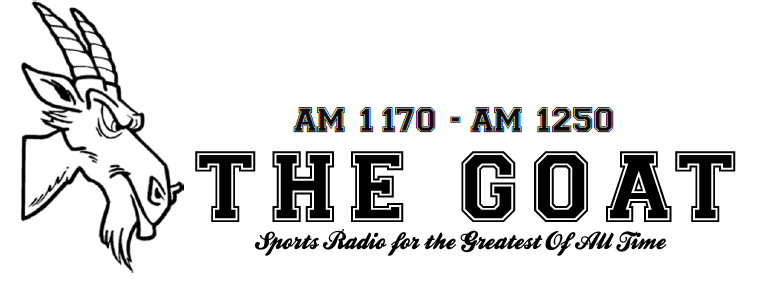 AM 1170 - AM 1250
THE GOAT
Sports Radio for the Greatest Of All Time